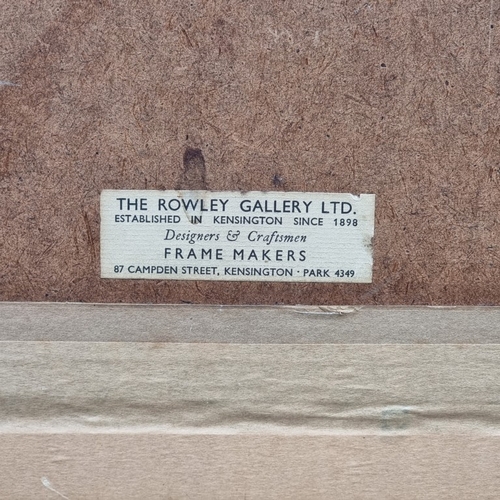 THE ROWLEY GALLERY LTD.
ESTABLISHED IN KENSINGTON SINCE 1898
Designers & Craftsmen
FRAME MAKERS
87 CAMPDEN STREET, KENSINGTON · PARK 4349